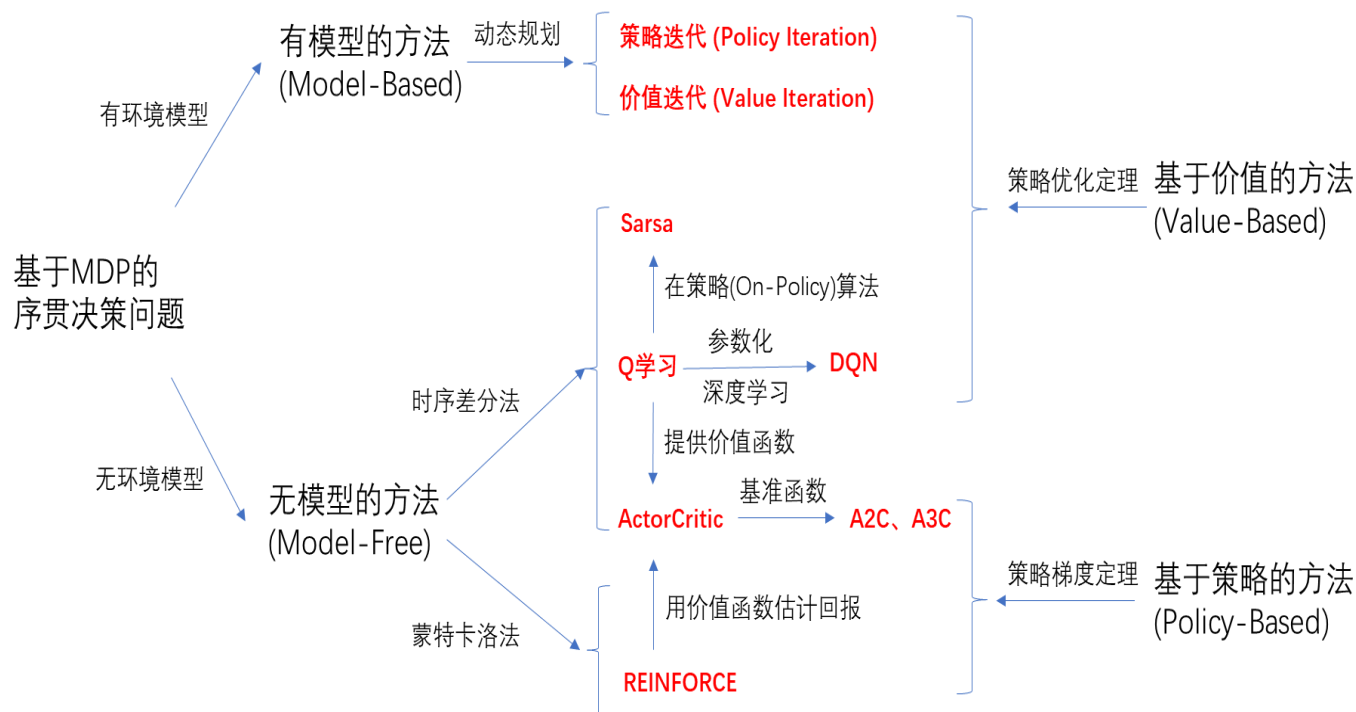 有模型的方法
(Model-Based)
动态规划
策略迭代 (Policy Iteration)
价值迭代 (Value Iteration)
有环境模型
策略优化定理
基于价值的方法
(Value-Based)
基于MDP的
序贯决策问题
Sarsa
在策略(On-Policy)算法
参数化
Q学习
DQN
深度学习
时序差分法
提供价值函数
无环境模型
无模型的方法
(Model-Free)
基准函数
ActorCritic
A2C、A3C
策略梯度定理
基于策略的方法
(Policy-Based)
用价值函数估计回报
蒙特卡洛法
REINFORCE